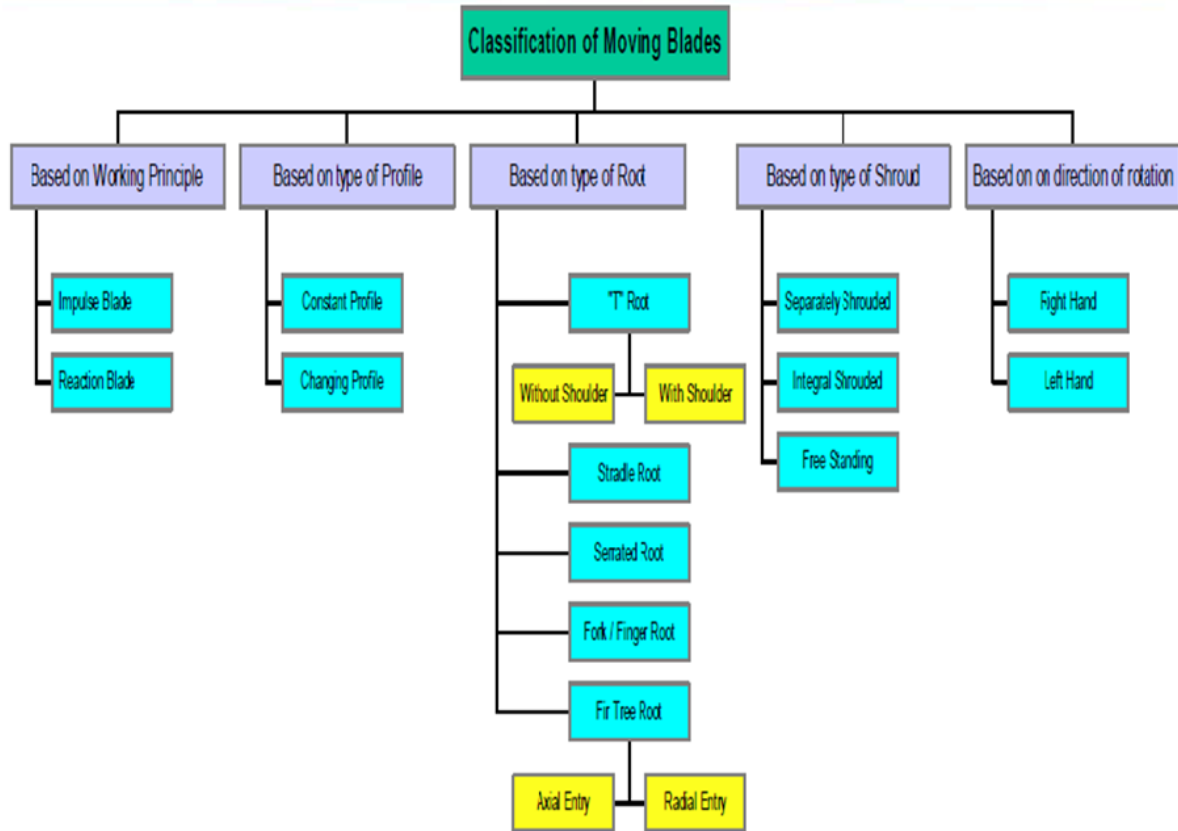 Classification of Moving Blades
Based on Working Principle
Based on type of Profile
Based on type of Root
Based on type of Shroud
Based on on direction of rotation
Impulse Blade
Reaction Blade
Constant Profile
Changing Profile
"T" Root
Without Shoulder
With Shoulder
Stradle Root
Serrated Root
Fork / Finger Root
Fir Tree Root
Axial Entry
Radial Entry
Separately Shrouded
Integral Shrouded
Free Standing
Fight Hand
Left Hand